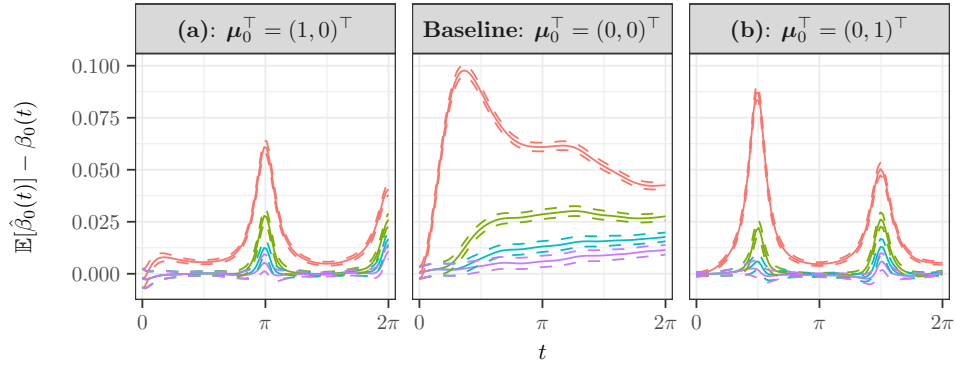 (a): μ₀⊤ = (1, 0)⊤
Baseline: μ₀⊤ = (0, 0)⊤
(b): μ₀⊤ = (0, 1)⊤
𝔼[β̂₀(t)] − β₀(t)
0.100
0.075
0.050
0.025
0.000
0 π 2π
0 π 2π
0 π 2π
t